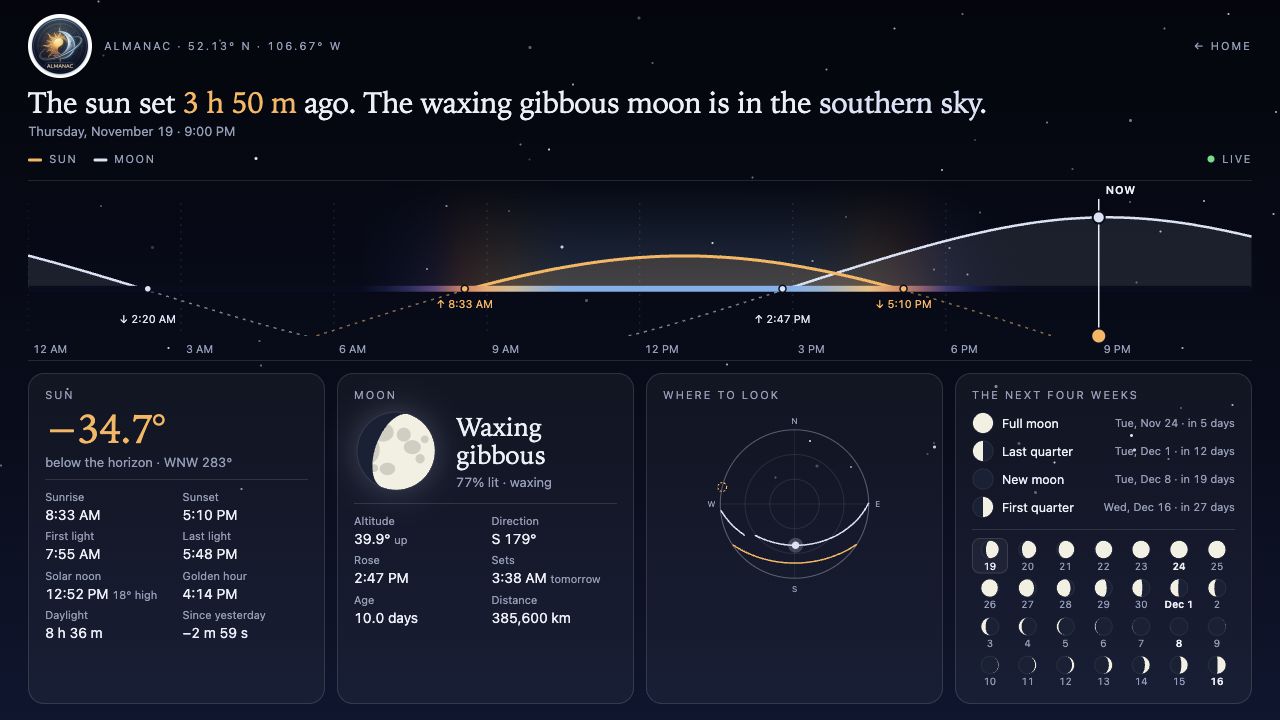 ALMANAC
ALMANAC · 52.13° N · 106.67° W
← HOME
The sun set 3 h 50 m ago. The waxing gibbous moon is in the southern sky.
Thursday, November 19 · 9:00 PM
SUN
MOON
LIVE
NOW
↑ 8:33 AM
↓ 5:10 PM
↓ 2:20 AM
↑ 2:47 PM
12 AM
3 AM
6 AM
9 AM
12 PM
3 PM
6 PM
9 PM
SUN
−34.7°
below the horizon · WNW 283°
Sunrise
8:33 AM
Sunset
5:10 PM
First light
7:55 AM
Last light
5:48 PM
Solar noon
12:52 PM 18° high
Golden hour
4:14 PM
Daylight
8 h 36 m
Since yesterday
−2 m 59 s
MOON
Waxing
gibbous
77% lit · waxing
Altitude
39.9° up
Direction
S 179°
Rose
2:47 PM
Sets
3:38 AM tomorrow
Age
10.0 days
Distance
385,600 km
WHERE TO LOOK
N
W
E
S
THE NEXT FOUR WEEKS
Full moon
Tue, Nov 24 · in 5 days
Last quarter
Tue, Dec 1 · in 12 days
New moon
Tue, Dec 8 · in 19 days
First quarter
Wed, Dec 16 · in 27 days
19 20 21 22 23 24 25
26 27 28 29 30 Dec 1 2
3 4 5 6 7 8 9
10 11 12 13 14 15 16